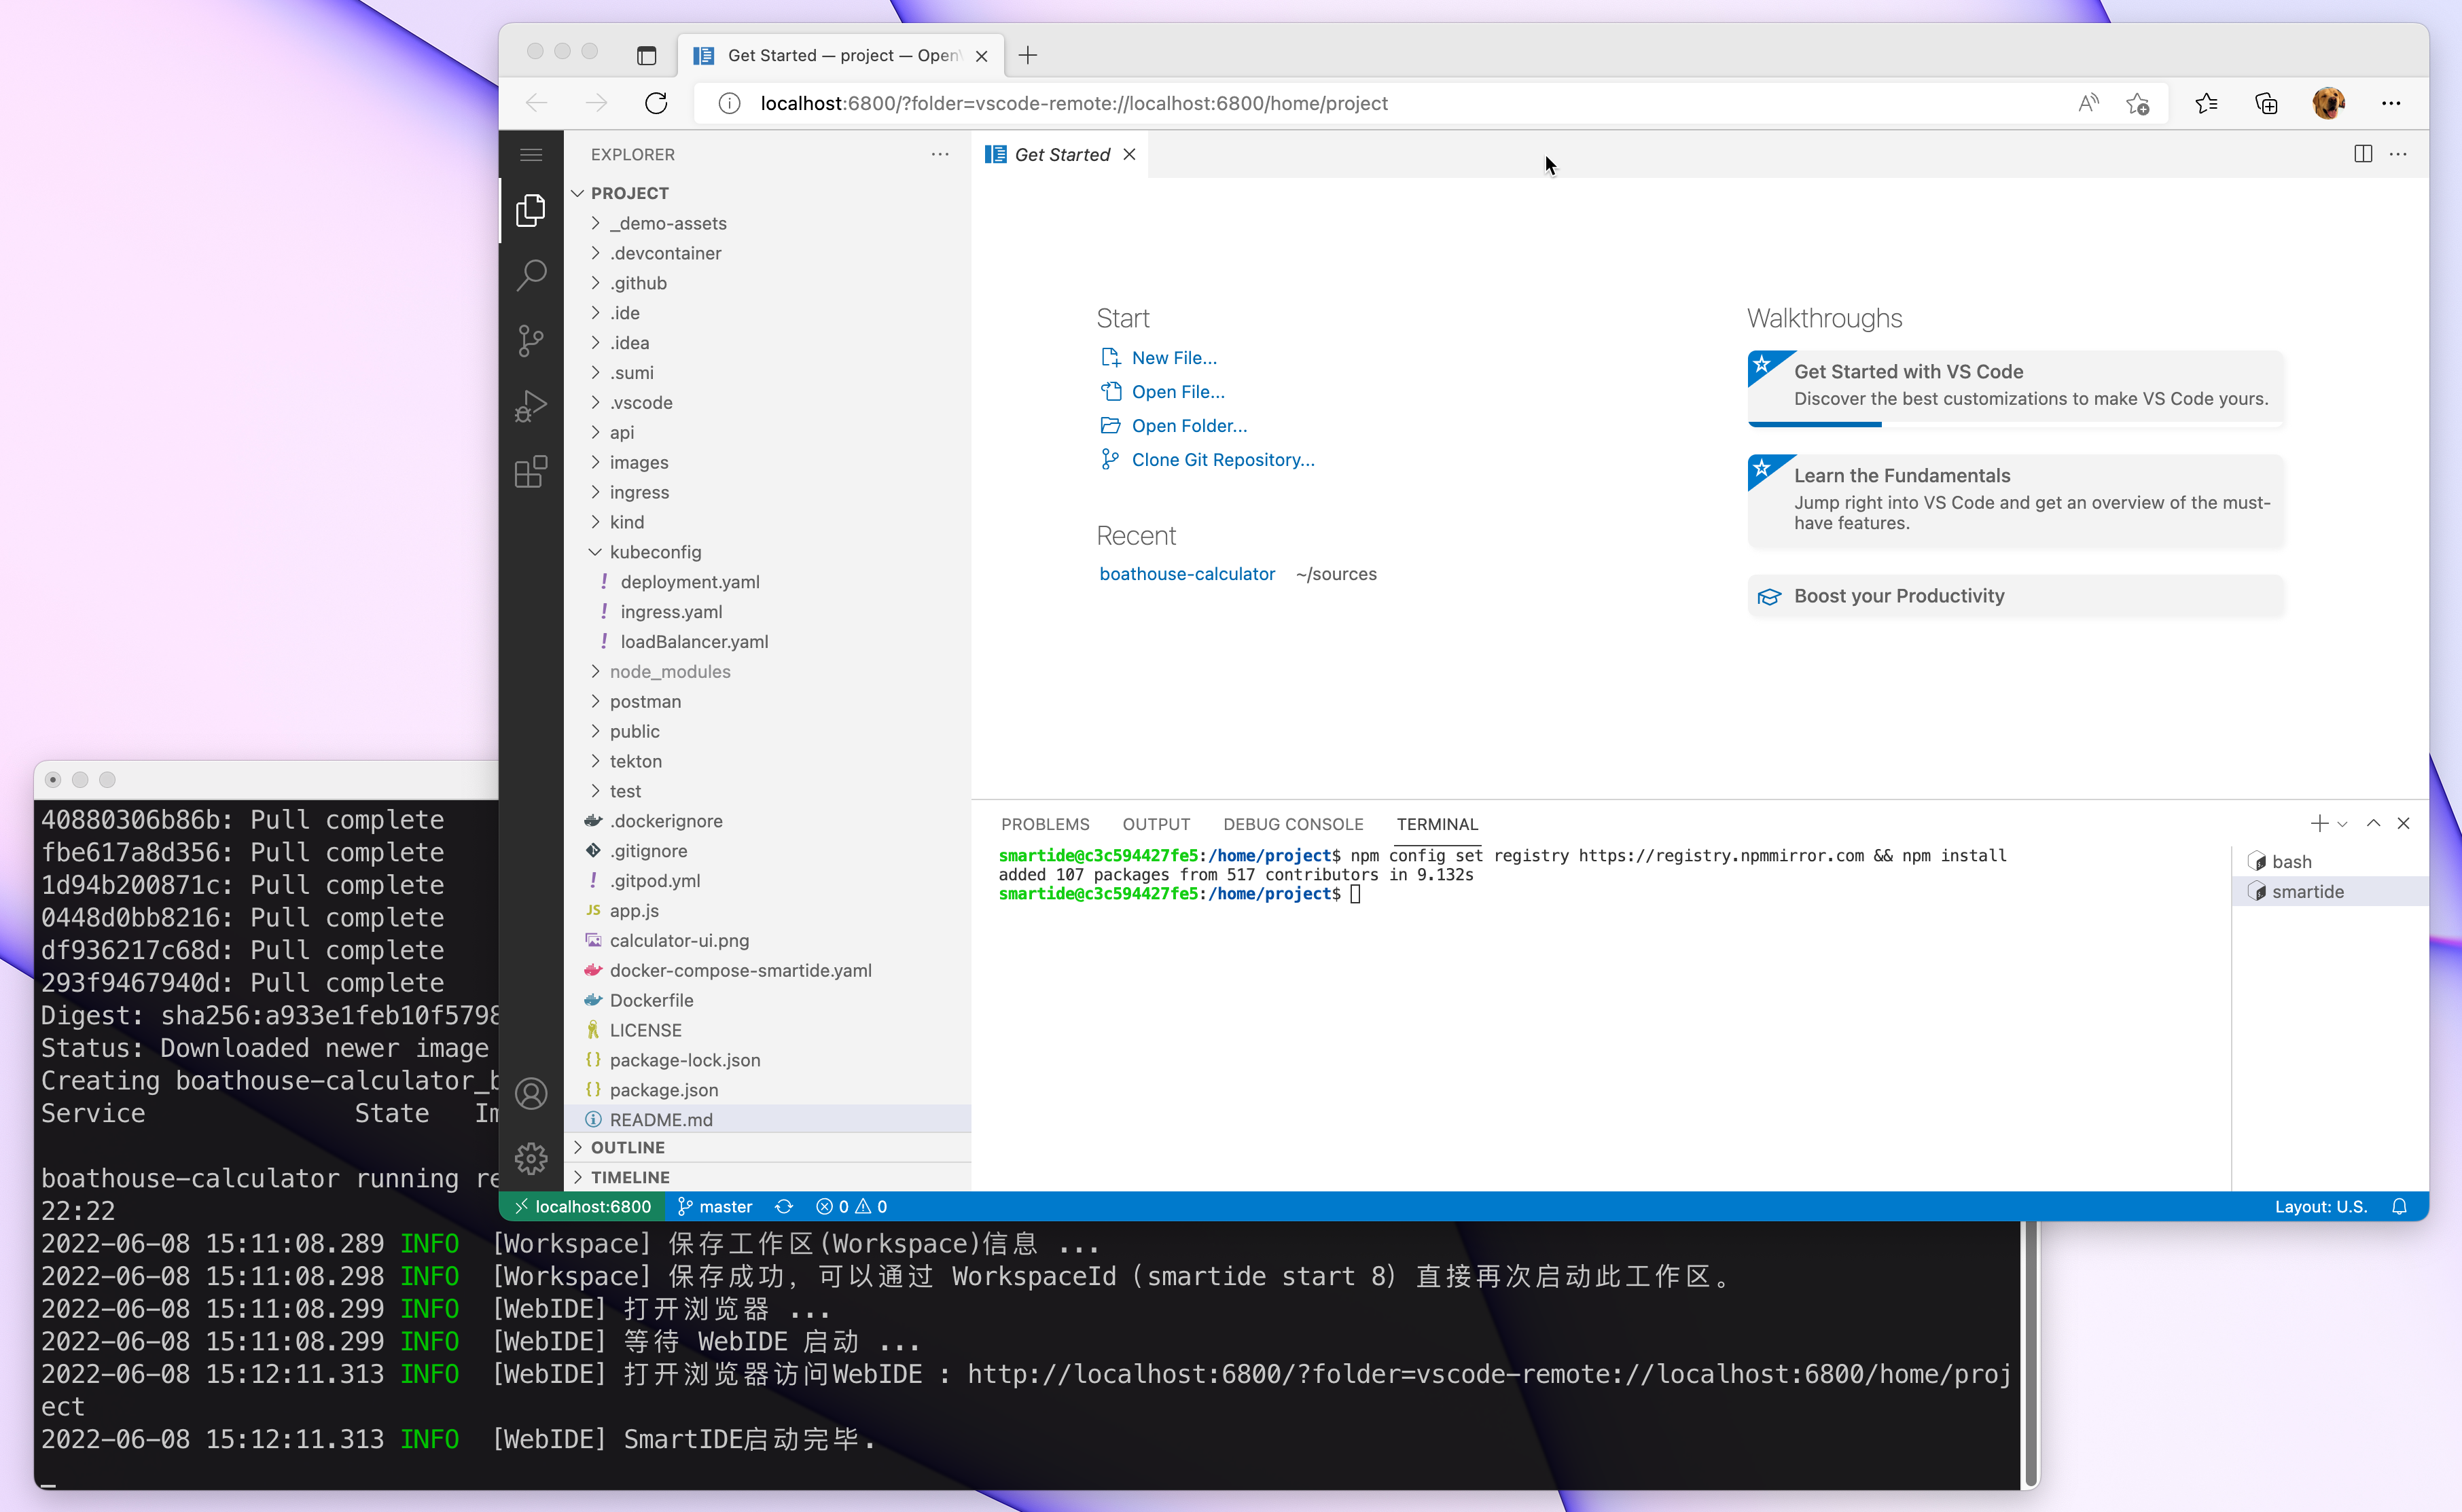 Get Started — project — Open
localhost:6800/?folder=vscode-remote://localhost:6800/home/project
EXPLORER
PROJECT
_demo-assets
.devcontainer
.github
.ide
.idea
.sumi
.vscode
api
images
ingress
kind
kubeconfig
deployment.yaml
ingress.yaml
loadBalancer.yaml
node_modules
postman
public
tekton
test
.dockerignore
.gitignore
.gitpod.yml
JS app.js
calculator-ui.png
docker-compose-smartide.yaml
Dockerfile
LICENSE
package-lock.json
package.json
README.md
OUTLINE
TIMELINE
Get Started
Start
New File...
Open File...
Open Folder...
Clone Git Repository...
Recent
boathouse-calculator ~/sources
Walkthroughs
Get Started with VS Code
Discover the best customizations to make VS Code yours.
Learn the Fundamentals
Jump right into VS Code and get an overview of the must-
have features.
Boost your Productivity
PROBLEMS OUTPUT DEBUG CONSOLE TERMINAL
smartide@c3c594427fe5:/home/project$ npm config set registry https://registry.npmmirror.com && npm install
added 107 packages from 517 contributors in 9.132s
smartide@c3c594427fe5:/home/project$
bash
smartide
localhost:6800 master 0 0 Layout: U.S.
40880306b86b: Pull complete
fbe617a8d356: Pull complete
1d94b200871c: Pull complete
0448d0bb8216: Pull complete
df936217c68d: Pull complete
293f9467940d: Pull complete
Digest: sha256:a933e1feb10f5798
Status: Downloaded newer image
Creating boathouse-calculator_b
Service State Im
boathouse-calculator running re
22:22
2022-06-08 15:11:08.289 INFO [Workspace] 保存工作区(Workspace)信息 ...
2022-06-08 15:11:08.298 INFO [Workspace] 保存成功，可以通过 WorkspaceId（smartide start 8）直接再次启动此工作区。
2022-06-08 15:11:08.299 INFO [WebIDE] 打开浏览器 ...
2022-06-08 15:11:08.299 INFO [WebIDE] 等待 WebIDE 启动 ...
2022-06-08 15:12:11.313 INFO [WebIDE] 打开浏览器访问WebIDE : http://localhost:6800/?folder=vscode-remote://localhost:6800/home/proj
ect
2022-06-08 15:12:11.313 INFO [WebIDE] SmartIDE启动完毕.